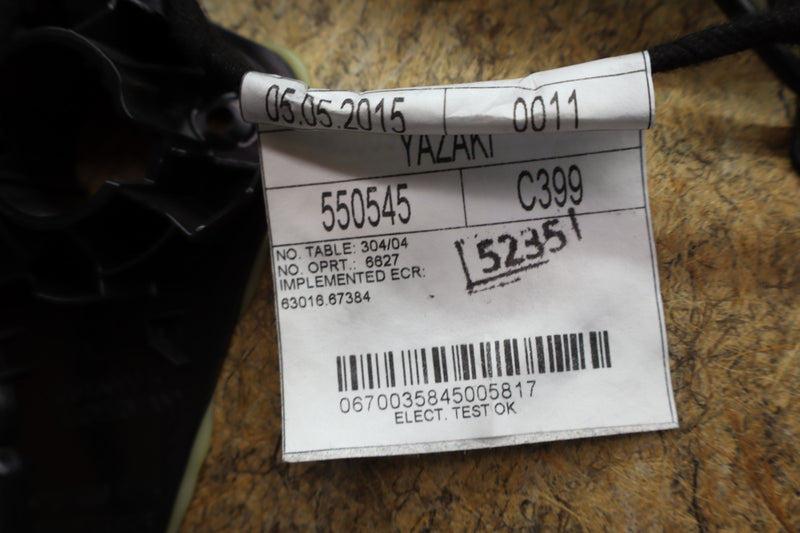 05.05.2015 0011
YAZAKI
550545 C399
NO. TABLE: 304/04
NO. OPRT.: 6627
IMPLEMENTED ECR:
63016.67384
5235
0670035845005817
ELECT. TEST OK